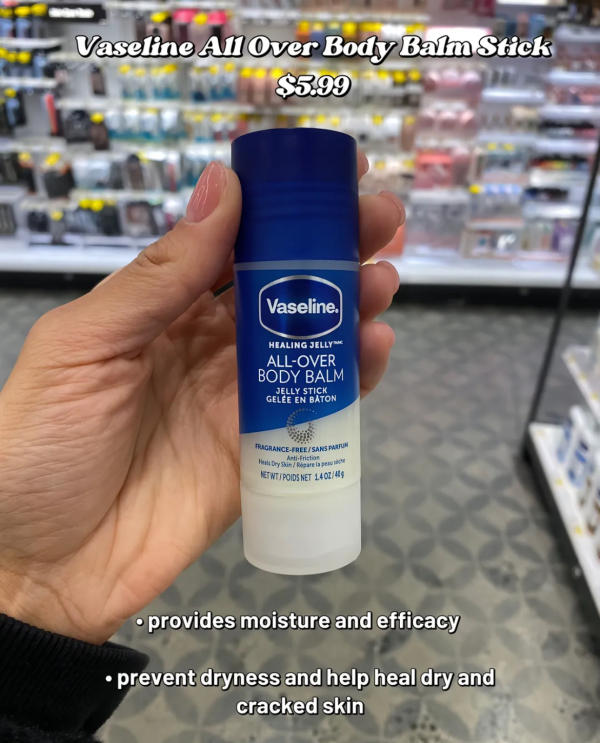 Vaseline All Over Body Balm Stick
$5.99
Vaseline.
HEALING JELLY
ALL-OVER
BODY BALM
JELLY STICK
GELÉE EN BÂTON
FRAGRANCE-FREE / SANS PARFUM
Anti-Friction
Heals Dry Skin / Répare la peau sèche
NET WT / POIDS NET 1.4 OZ / 40 g
• provides moisture and efficacy
• prevent dryness and help heal dry and
cracked skin